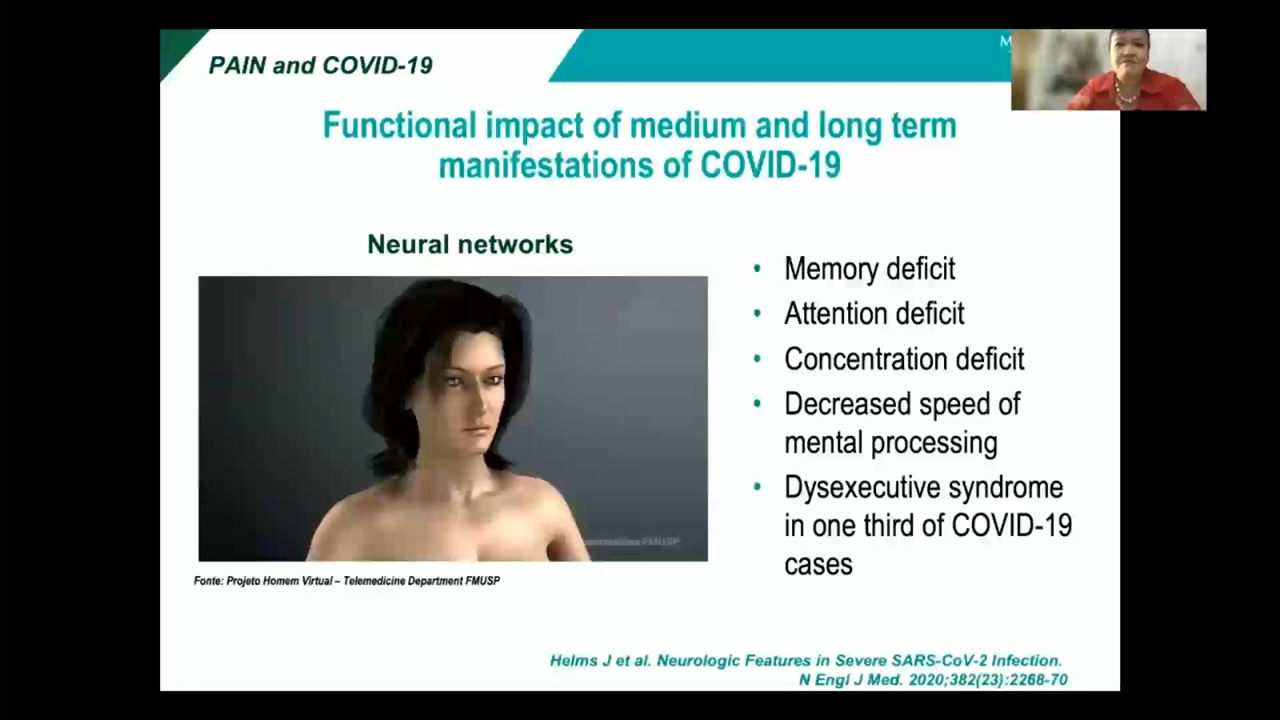 PAIN and COVID-19
M
Functional impact of medium and long term
manifestations of COVID-19
Neural networks
• Memory deficit
• Attention deficit
• Concentration deficit
• Decreased speed of
mental processing
• Dysexecutive syndrome
in one third of COVID-19
cases
FMUSP
Fonte: Projeto Homem Virtual – Telemedicine Department FMUSP
Helms J et al. Neurologic Features in Severe SARS-CoV-2 Infection.
N Engl J Med. 2020;382(23):2268-70